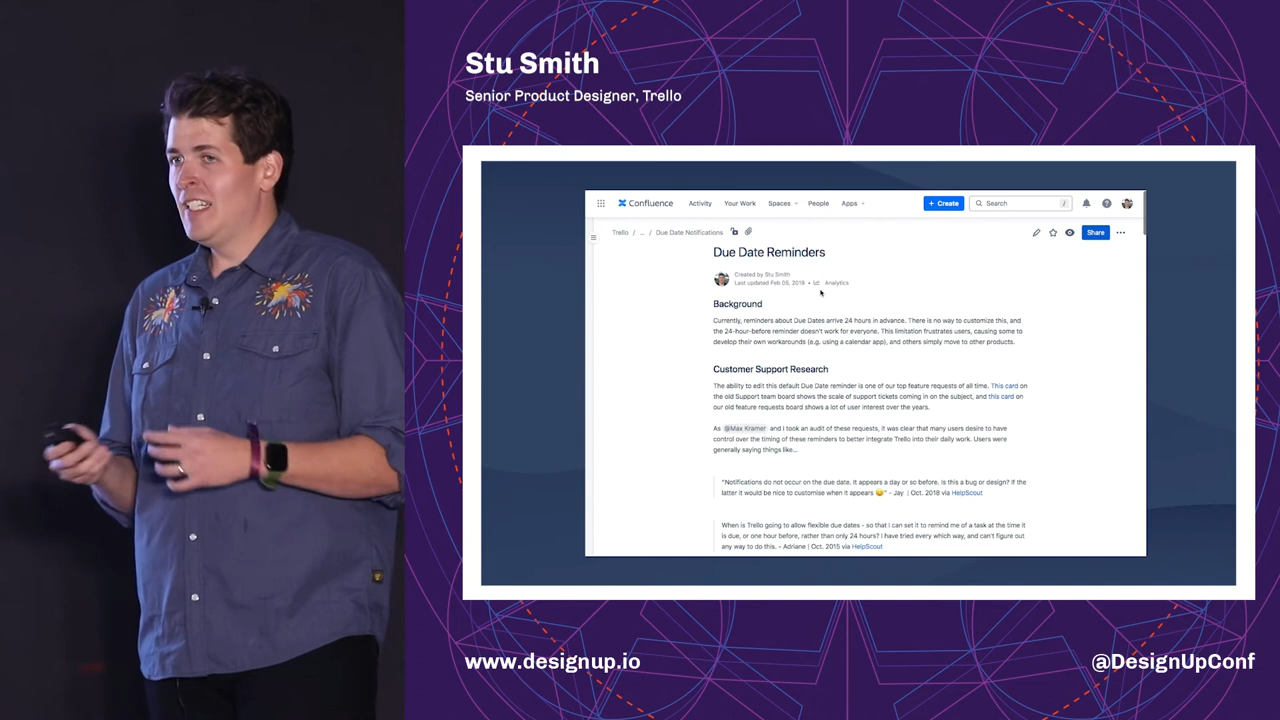 Stu Smith
Senior Product Designer, Trello
Confluence Activity Your Work Spaces People Apps + Create Search /
Trello / ... / Due Date Notifications Share
Due Date Reminders
Created by Stu Smith
Last updated Feb 05, 2019 • Analytics
Background
Currently, reminders about Due Dates arrive 24 hours in advance. There is no way to customize this, and
the 24-hour-before reminder doesn't work for everyone. This limitation frustrates users, causing some to
develop their own workarounds (e.g. using a calendar app), and others simply move to other products.
Customer Support Research
The ability to edit this default Due Date reminder is one of our top feature requests of all time. This card on
the old Support team board shows the scale of support tickets coming in on the subject, and this card on
our old feature requests board shows a lot of user interest over the years.
As @Max Kramer and I took an audit of these requests, it was clear that many users desire to have
control over the timing of these reminders to better integrate Trello into their daily work. Users were
generally saying things like...
"Notifications do not occur on the due date. It appears a day or so before. Is this a bug or design? If the
latter it would be nice to customise when it appears 😄" - Jay | Oct. 2018 via HelpScout
When is Trello going to allow flexible due dates - so that I can set it to remind me of a task at the time it
is due, or one hour before, rather than only 24 hours? I have tried every which way, and can't figure out
any way to do this. - Adriane | Oct. 2015 via HelpScout
www.designup.io
@DesignUpConf